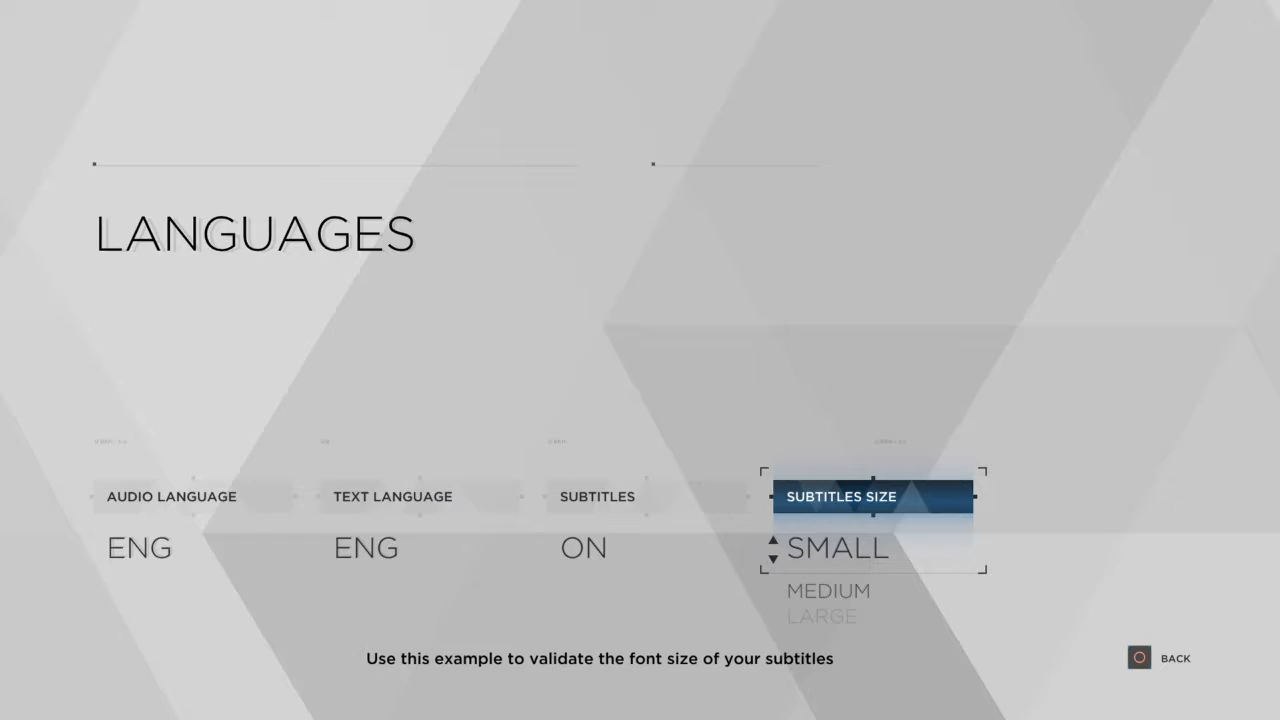 LANGUAGES
AUDIO LANGUAGE
TEXT LANGUAGE
SUBTITLES
SUBTITLES SIZE
ENG
ENG
ON
SMALL
MEDIUM
LARGE
Use this example to validate the font size of your subtitles
BACK